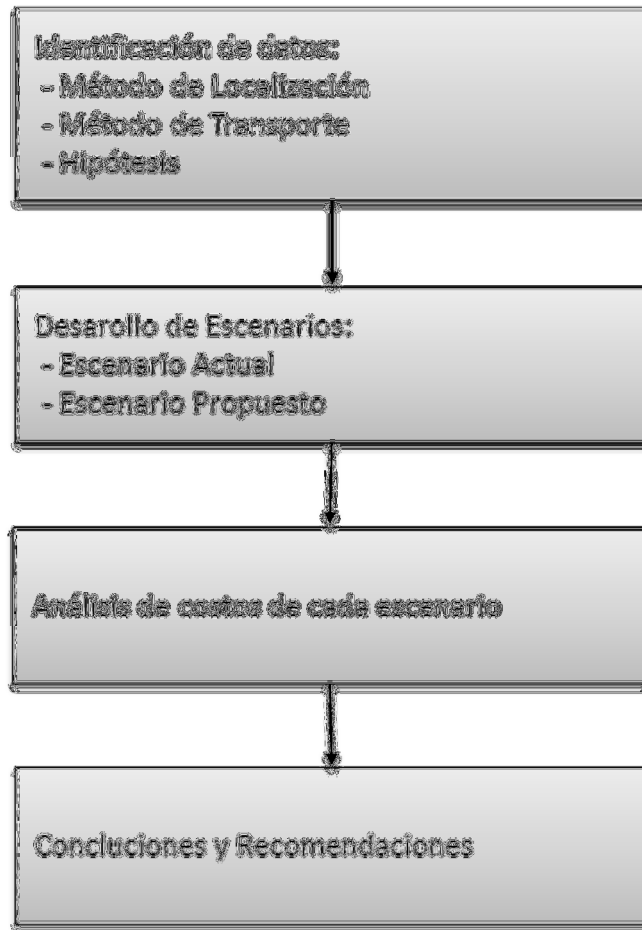 Identificación de datos:
- Método de Localización
- Método de Transporte
- Hipótesis
Desarollo de Escenarios:
- Escenario Actual
- Escenario Propuesto
Análisis de costos de cada escenario
Concluciones y Recomendaciones